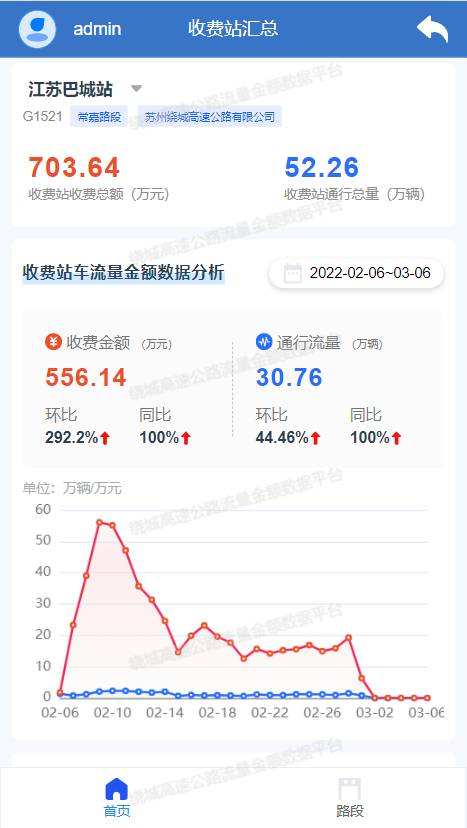 admin
收费站汇总
江苏巴城站
G1521 常嘉路段 苏州绕城高速公路有限公司
703.64 52.26
收费站收费总额（万元） 收费站通行总量（万辆）
收费站车流量金额数据分析 2022-02-06~03-06
收费金额 (万元) 通行流量 (万辆)
556.14 30.76
环比 同比 环比 同比
292.2% 100% 44.46% 100%
单位：万辆/万元
60
50
40
30
20
10
0
02-06 02-10 02-14 02-18 02-22 02-26 03-02 03-06
首页 路段
绕城高速公路流量金额数据平台